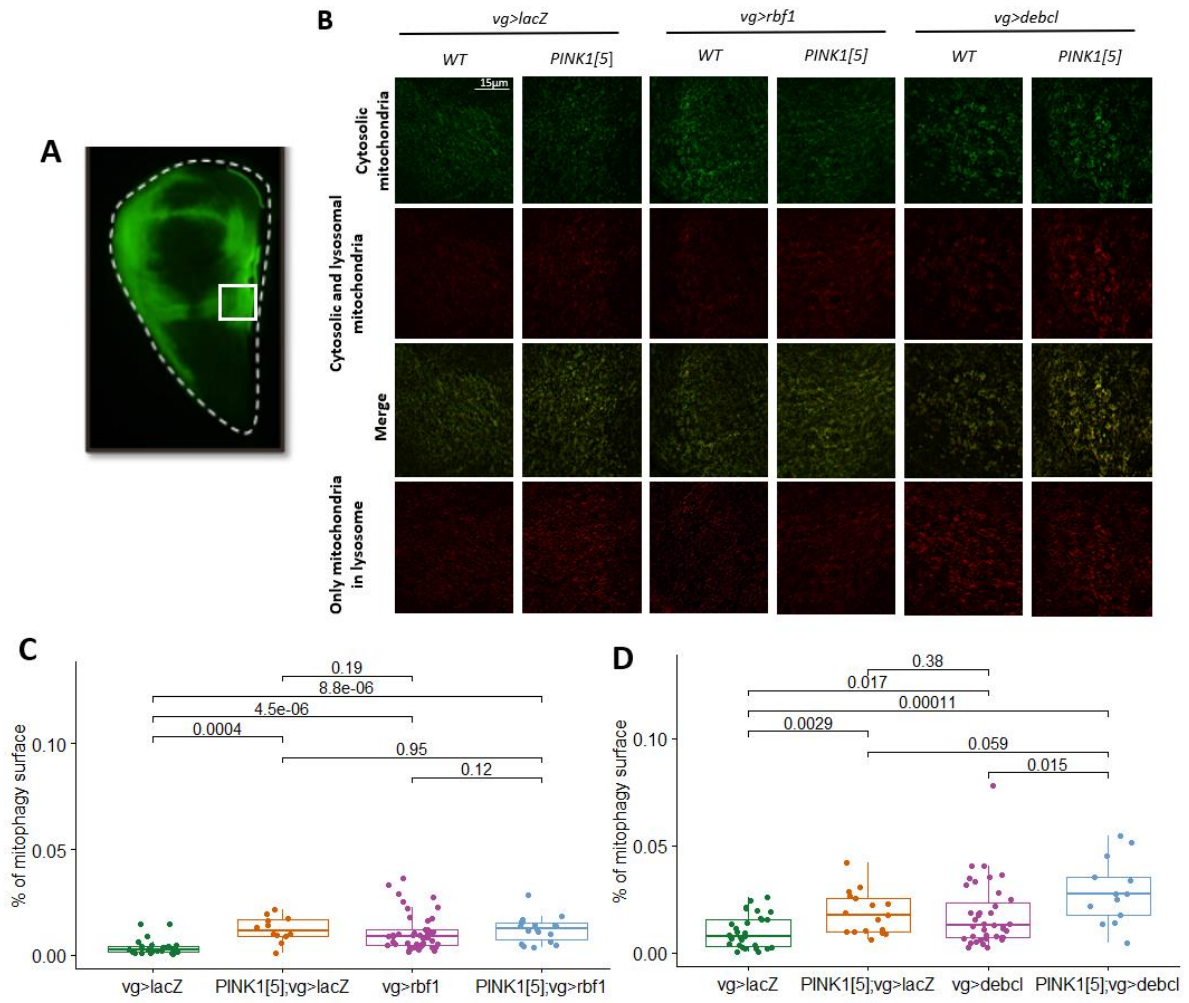 A
B
vg>lacZ
vg>rbf1
vg>debcl
WT
PINK1[5]
WT
PINK1[5]
WT
PINK1[5]
15µm
Cytosolic
mitochondria
Cytosolic and lysosomal
mitochondria
Merge
Only mitochondria
in lysosome
C
0.19
8.8e-06
4.5e-06
0.0004
0.95
0.12
% of mitophagy surface
0.10
0.05
0.00
vg>lacZ
PINK1[5];vg>lacZ
vg>rbf1
PINK1[5];vg>rbf1
D
0.38
0.017
0.00011
0.0029
0.059
0.015
% of mitophagy surface
0.10
0.05
0.00
vg>lacZ
PINK1[5];vg>lacZ
vg>debcl
PINK1[5];vg>debcl